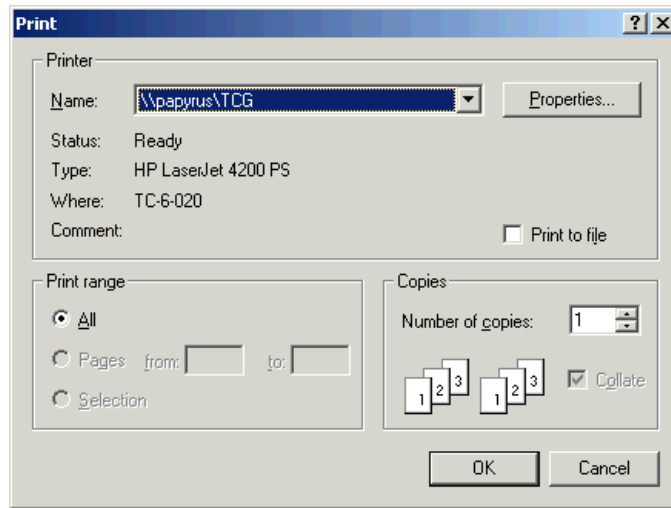 Print
Printer
Name: \\papyrus\TCG Properties...
Status: Ready
Type: HP LaserJet 4200 PS
Where: TC-6-020
Comment: Print to file
Print range
All
Pages from: to:
Selection
Copies
Number of copies: 1
1 2 3 1 2 3 Collate
OK Cancel